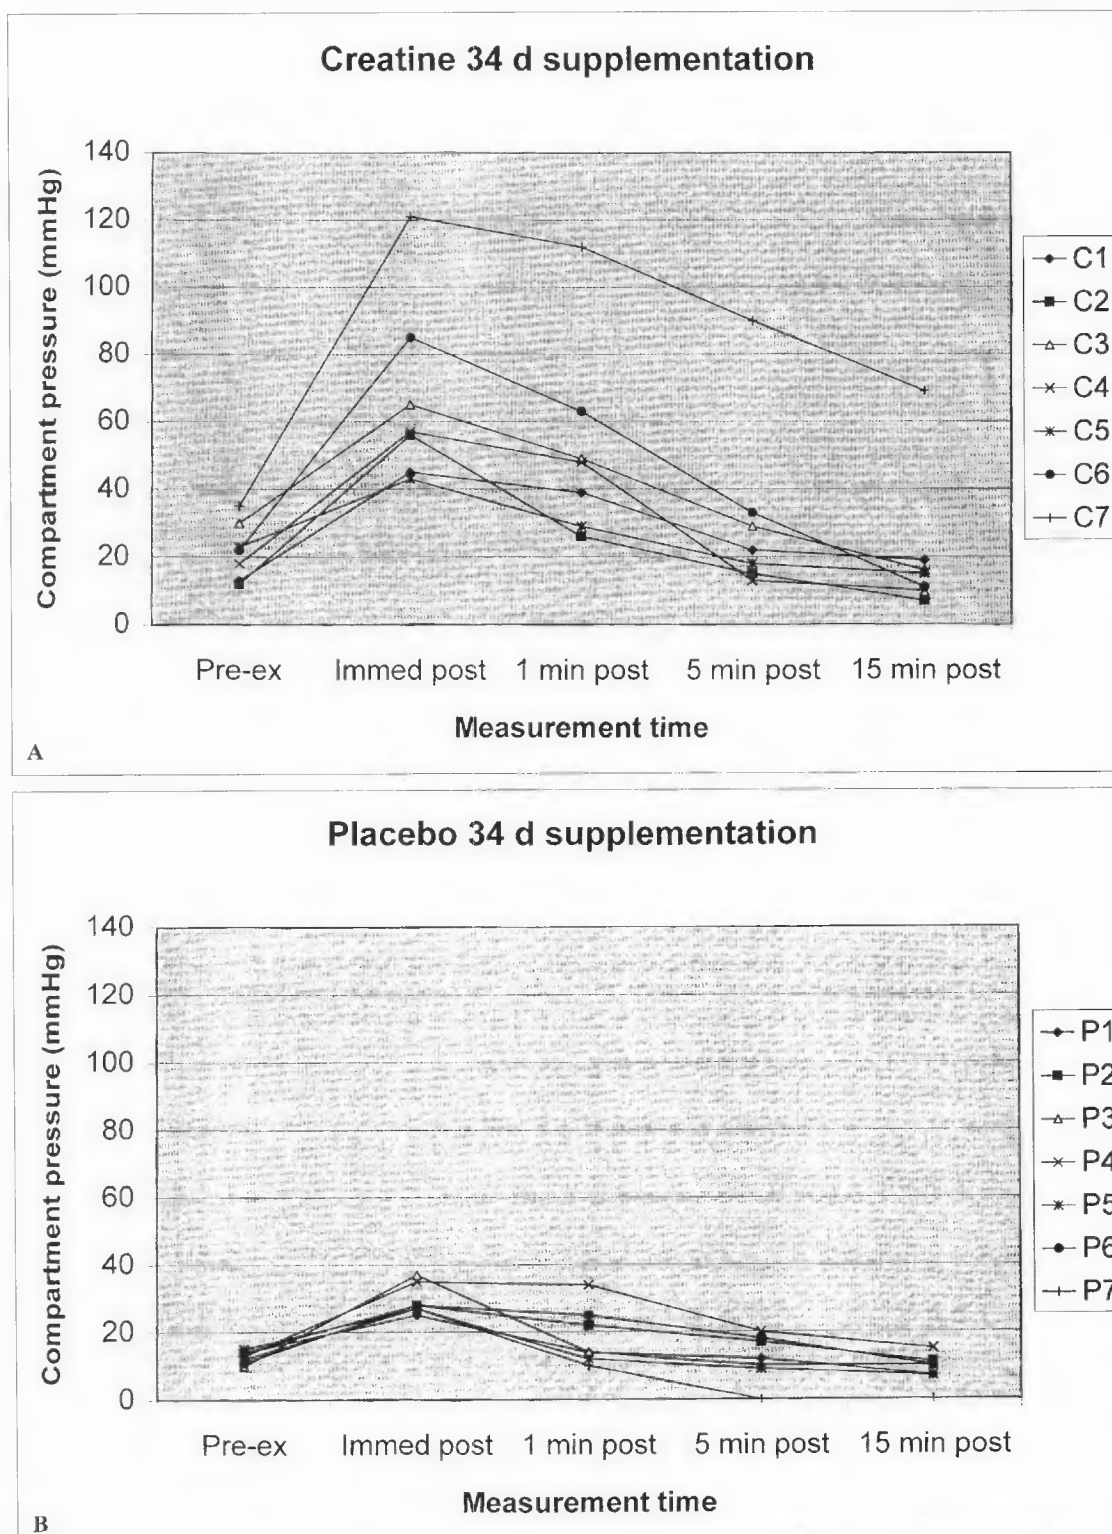 Creatine 34 d supplementation
Compartment pressure (mmHg)
140
120
100
80
60
40
20
0
Pre-ex Immed post 1 min post 5 min post 15 min post
Measurement time
C1
C2
C3
C4
C5
C6
C7
A
Placebo 34 d supplementation
Compartment pressure (mmHg)
140
120
100
80
60
40
20
0
Pre-ex Immed post 1 min post 5 min post 15 min post
Measurement time
P1
P2
P3
P4
P5
P6
P7
B